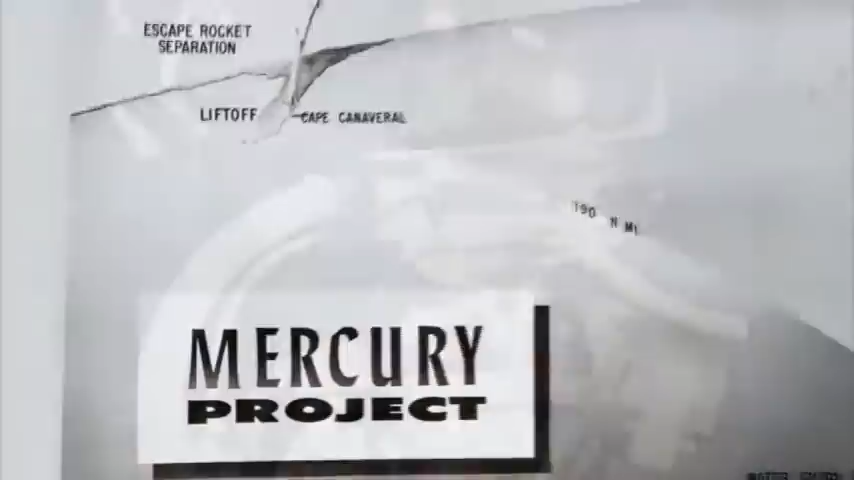 ESCAPE ROCKET
SEPARATION
LIFTOFF
CAPE CANAVERAL
190 N MI
MERCURY
PROJECT